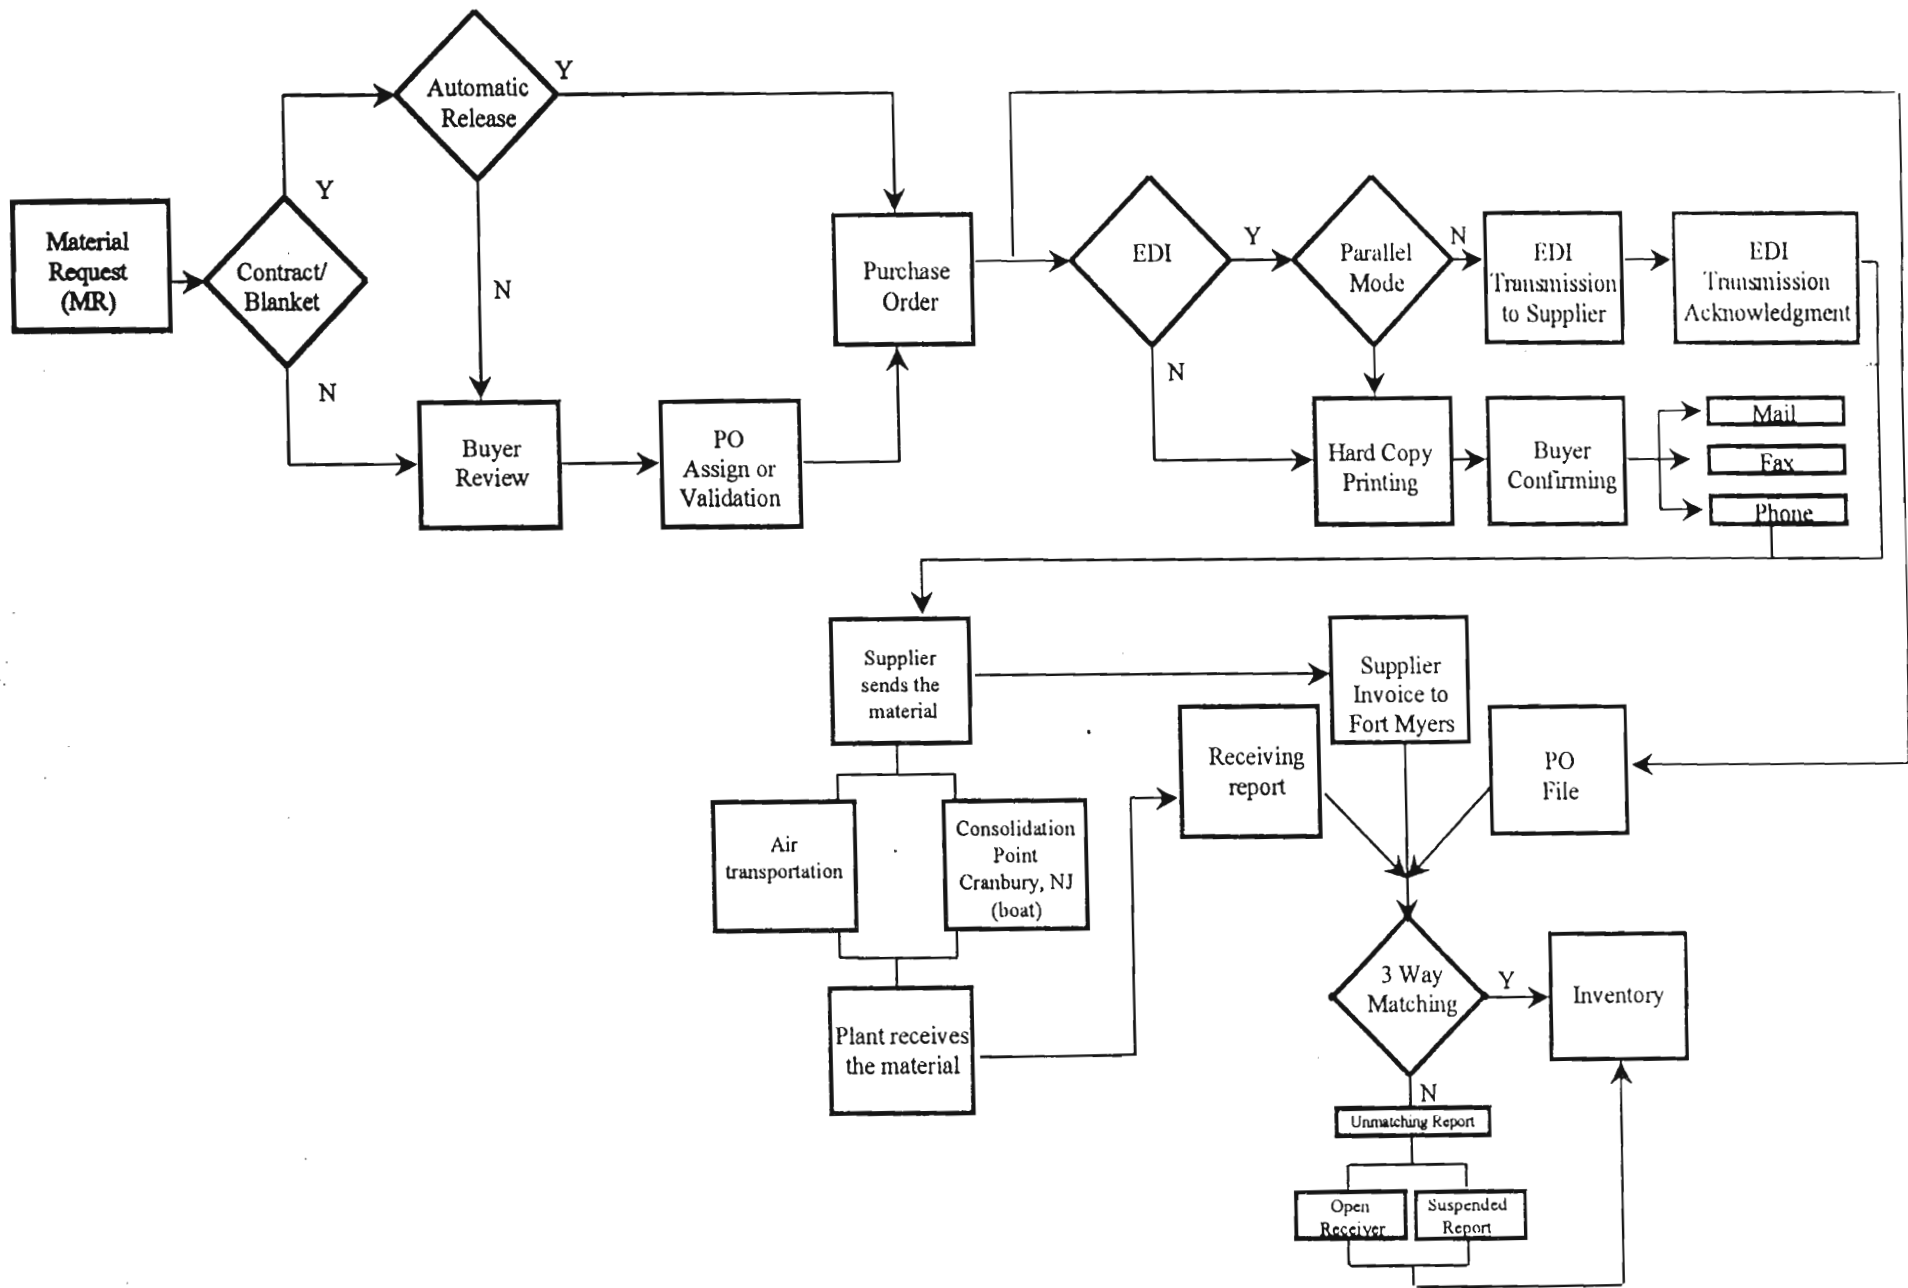 Automatic
Release
Y
Y
Material
Request
(MR)
Contract/
Blanket
N
N
Buyer
Review
PO
Assign or
Validation
Purchase
Order
EDI
Y
N
Parallel
Mode
N
EDI
Transmission
to Supplier
EDI
Transmission
Acknowledgment
Hard Copy
Printing
Buyer
Confirming
Mail
Fax
Phone
Supplier
sends the
material
Supplier
Invoice to
Fort Myers
Receiving
report
PO
File
Air
transportation
Consolidation
Point
Cranbury, NJ
(boat)
Plant receives
the material
3 Way
Matching
Y
Inventory
N
Unmatching Report
Open
Receiver
Suspended
Report